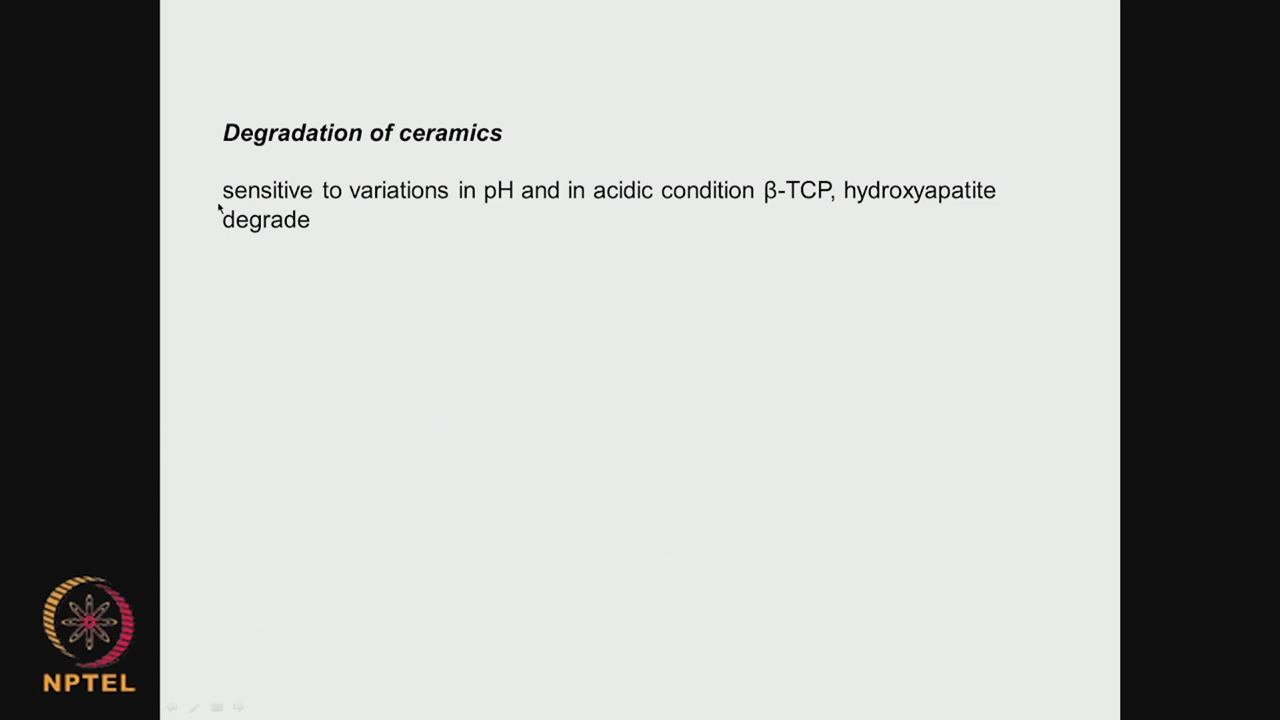 Degradation of ceramics
sensitive to variations in pH and in acidic condition β-TCP, hydroxyapatite
degrade
NPTEL